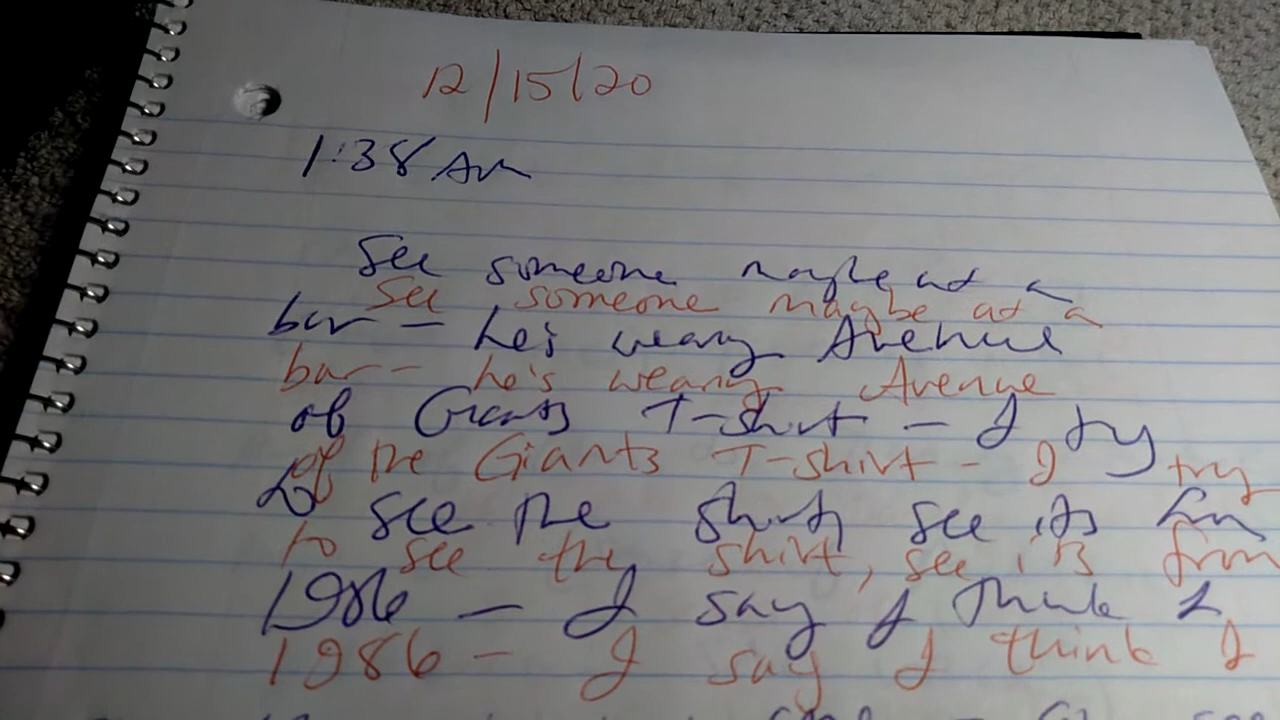 12/15/20
1:38 Am
See someone maybe at a
See someone maybe at a
bar - he's weary Avenue
bar - he's weary Avenue
of Giants T-shirt - I try
of the Giants T-shirt - I try
to see the shirt, see its from
to see the shirt, see its from
1986 - I say I think I
1986 - I say I think I